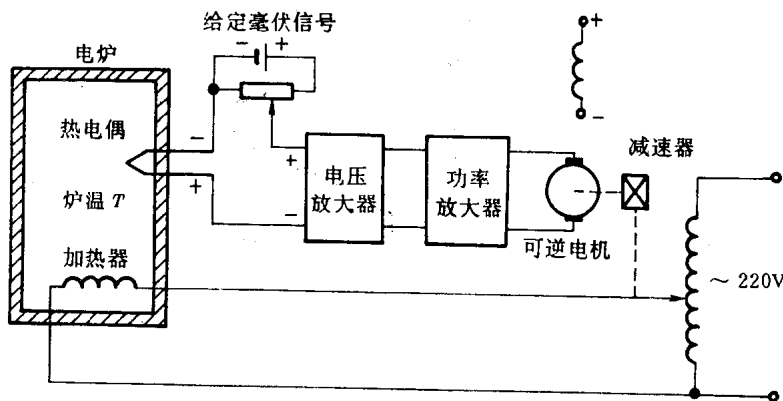 给定毫伏信号
- +
+
电炉
热电偶
-
减速器
+
电压
放大器
功率
放大器
-
炉温 T
+
-
可逆电机
加热器
~ 220V